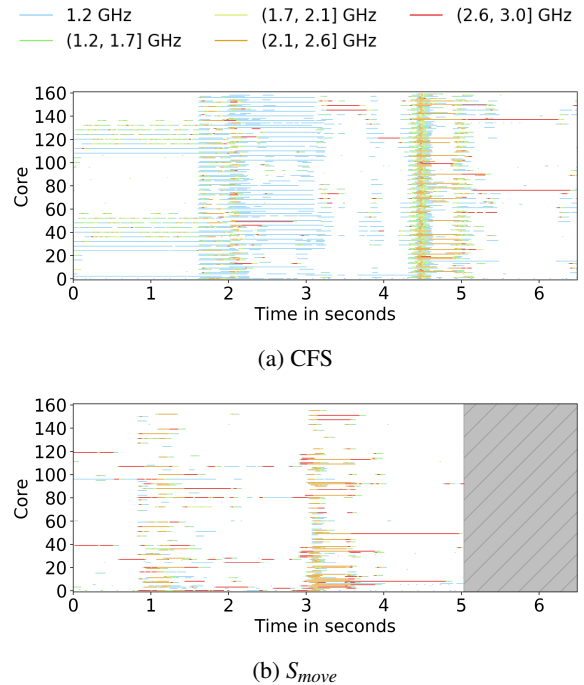 1.2 GHz (1.7, 2.1] GHz (2.6, 3.0] GHz
(1.2, 1.7] GHz (2.1, 2.6] GHz
160
140
120
100
80
60
40
20
0
Core
0 1 2 3 4 5 6
Time in seconds
(a) CFS
160
140
120
100
80
60
40
20
0
Core
0 1 2 3 4 5 6
Time in seconds
(b) Smove